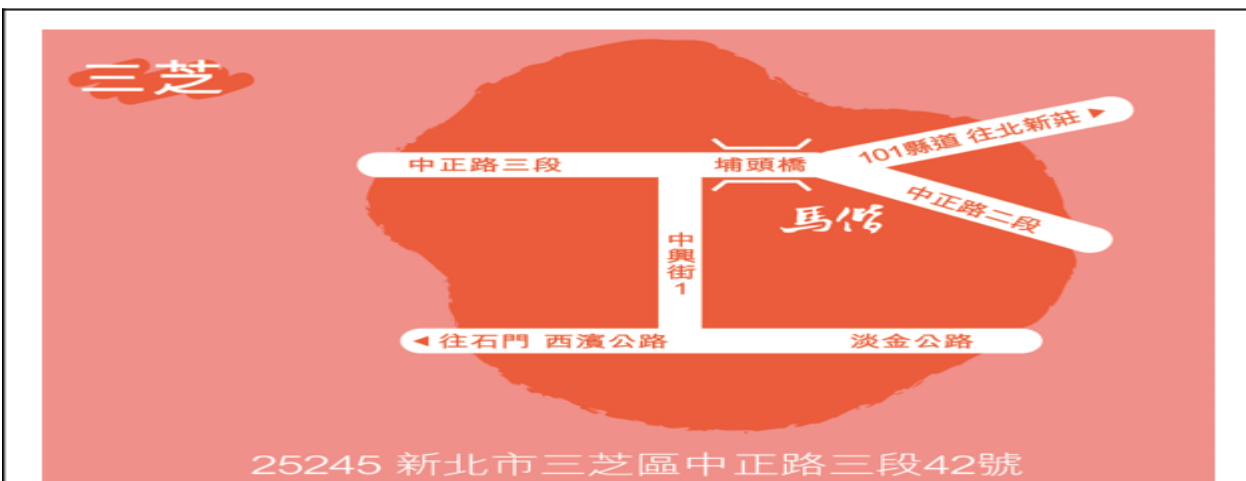 三芝
101縣道 往北新莊 ▶
中正路三段
埔頭橋
中正路二段
馬偕
中興街1
◀往石門 西濱公路
淡金公路
25245 新北市三芝區中正路三段42號